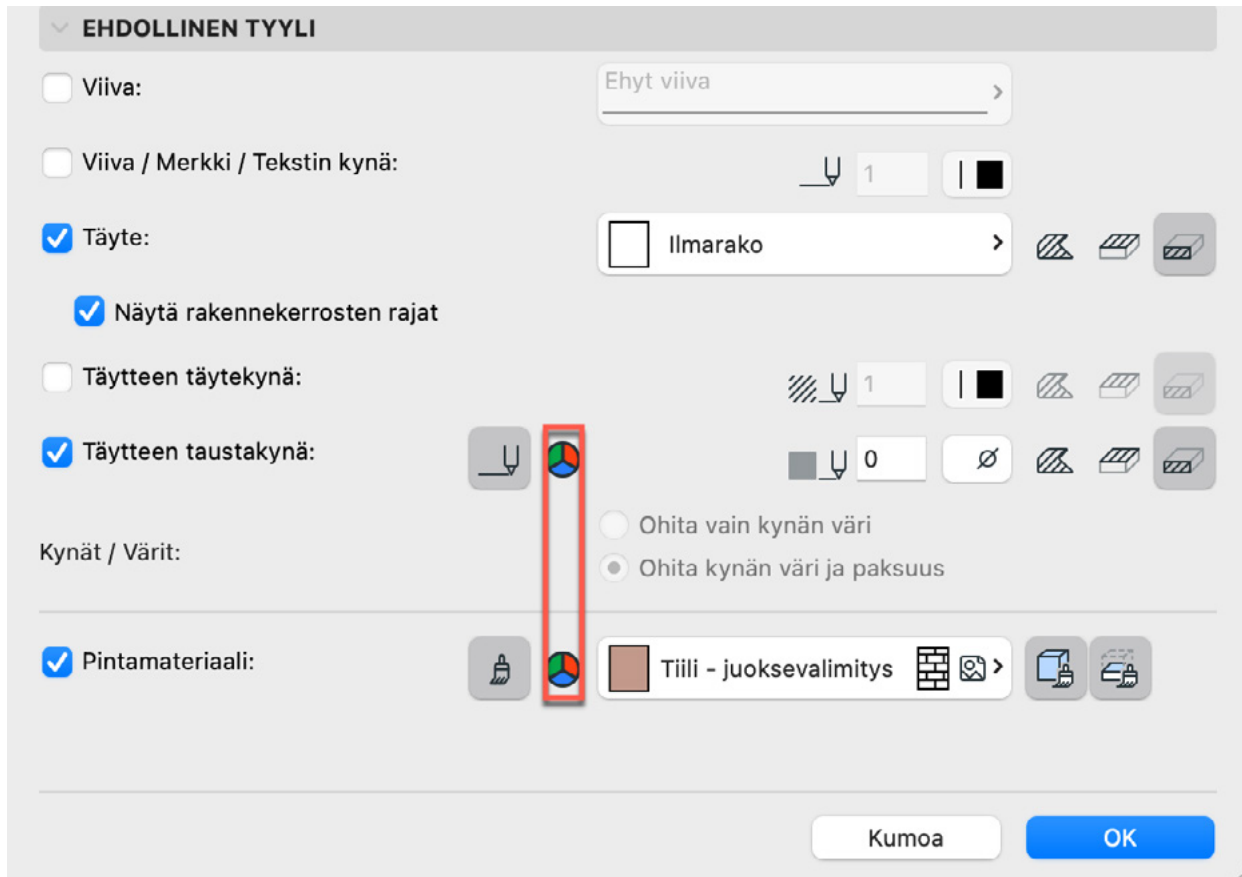 EHDOLLINEN TYYLI
Viiva:
Ehyt viiva
Viiva / Merkki / Tekstin kynä:
1
Täyte:
Ilmarako
Näytä rakennekerrosten rajat
Täytteen täytekynä:
1
Täytteen taustakynä:
0
Kynät / Värit:
Ohita vain kynän väri
Ohita kynän väri ja paksuus
Pintamateriaali:
Tiili - juoksevalimitys
Kumoa
OK